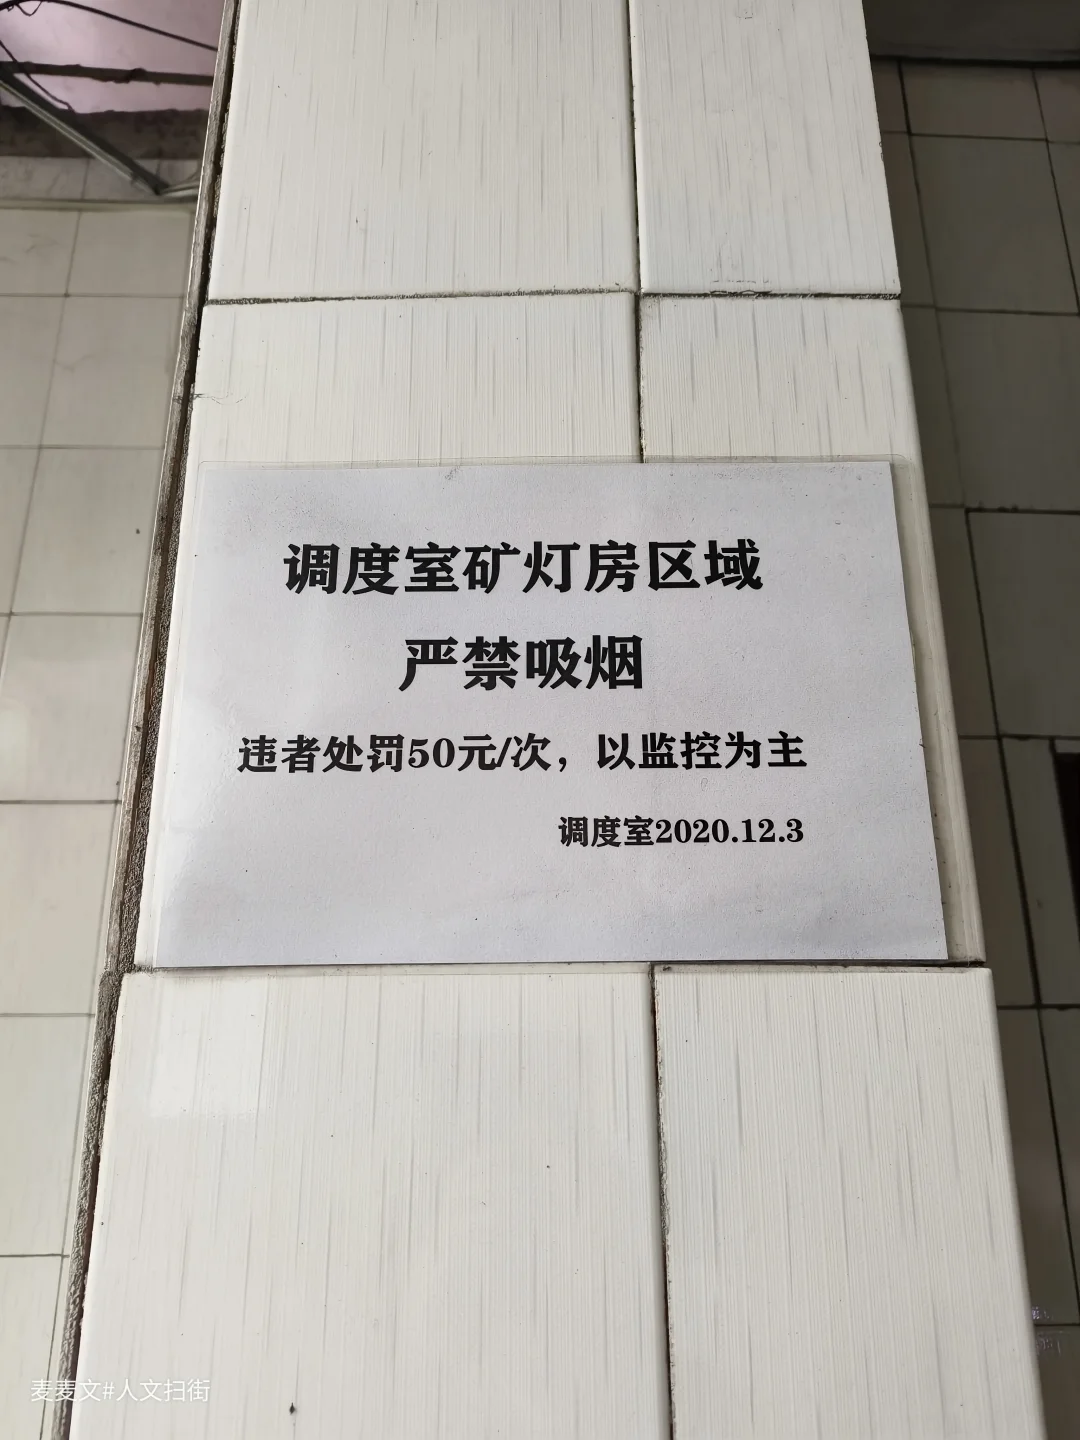 调度室矿灯房区域
严禁吸烟
违者处罚50元/次，以监控为主
调度室2020.12.3
麦麦文#人文扫街